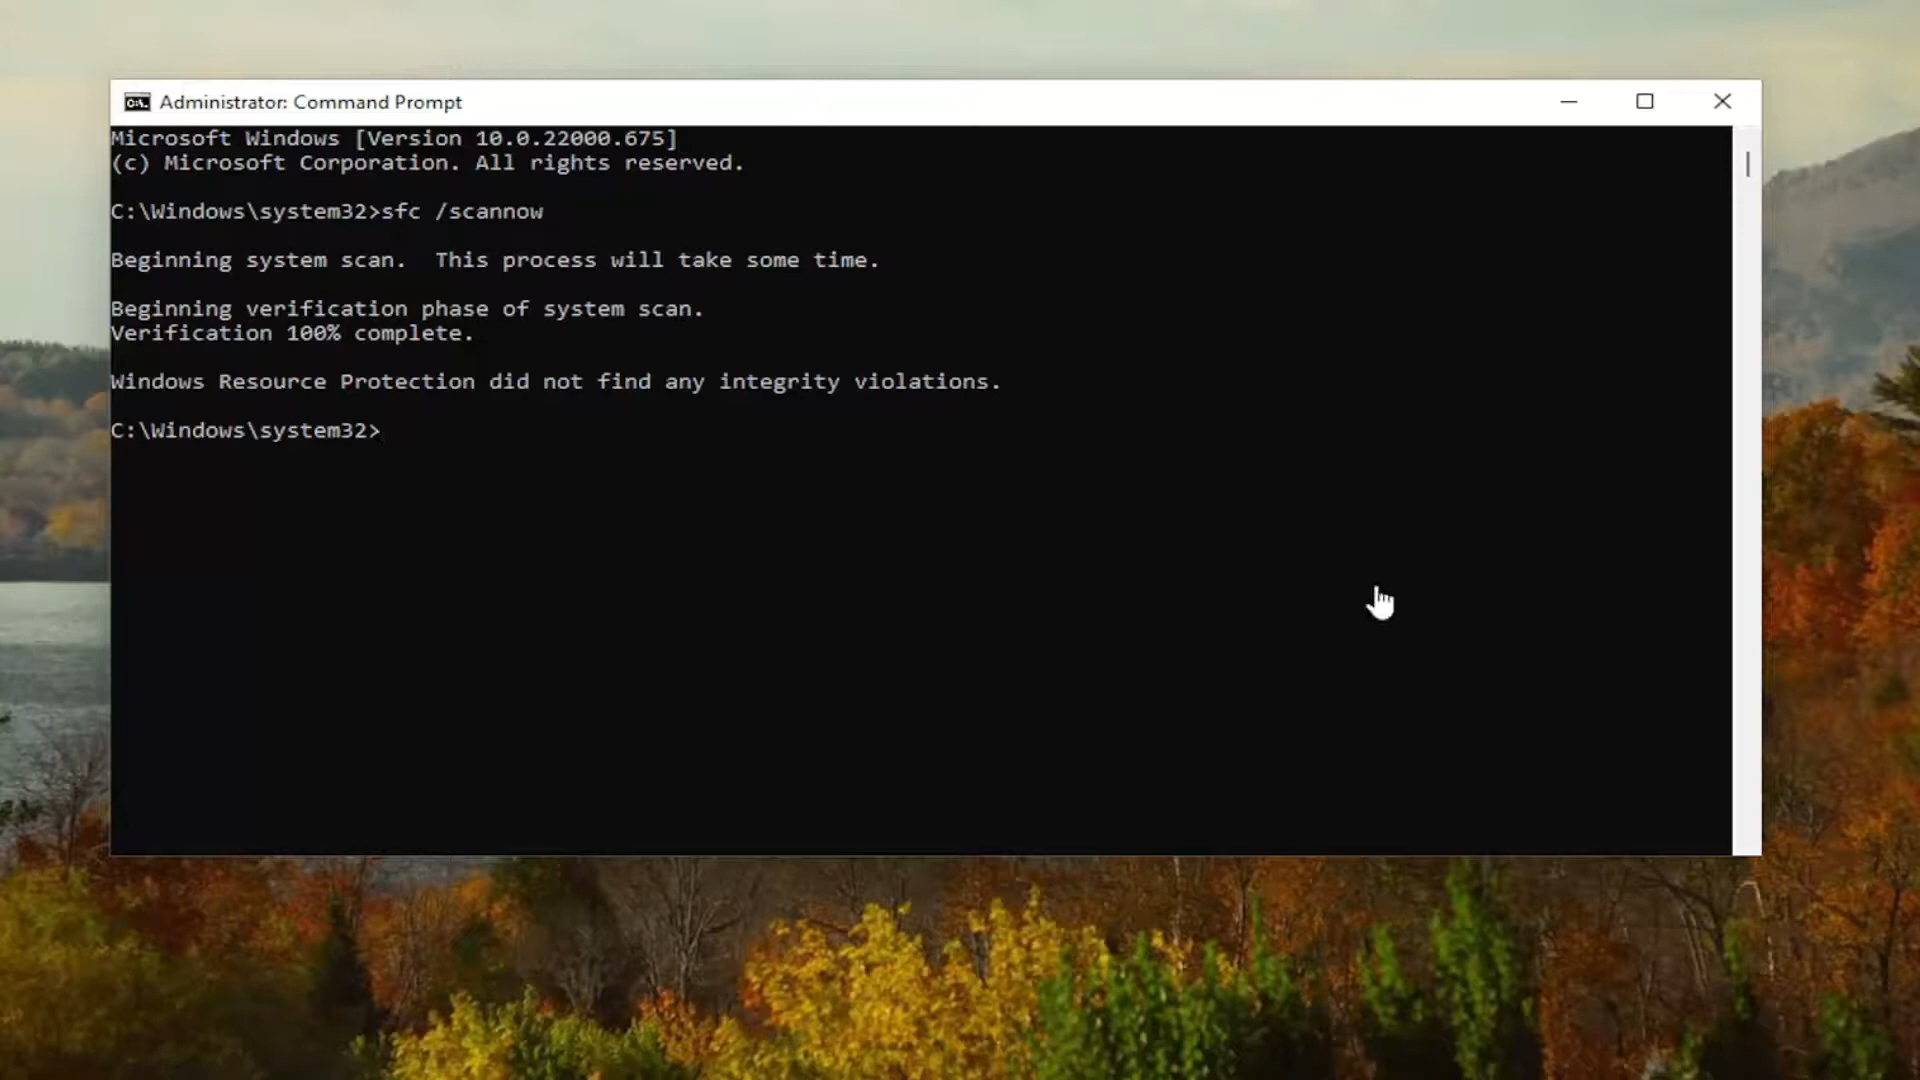 Administrator: Command Prompt
Microsoft Windows [Version 10.0.22000.675]
(c) Microsoft Corporation. All rights reserved.
C:\Windows\system32>sfc /scannow
Beginning system scan.  This process will take some time.
Beginning verification phase of system scan.
Verification 100% complete.
Windows Resource Protection did not find any integrity violations.
C:\Windows\system32>